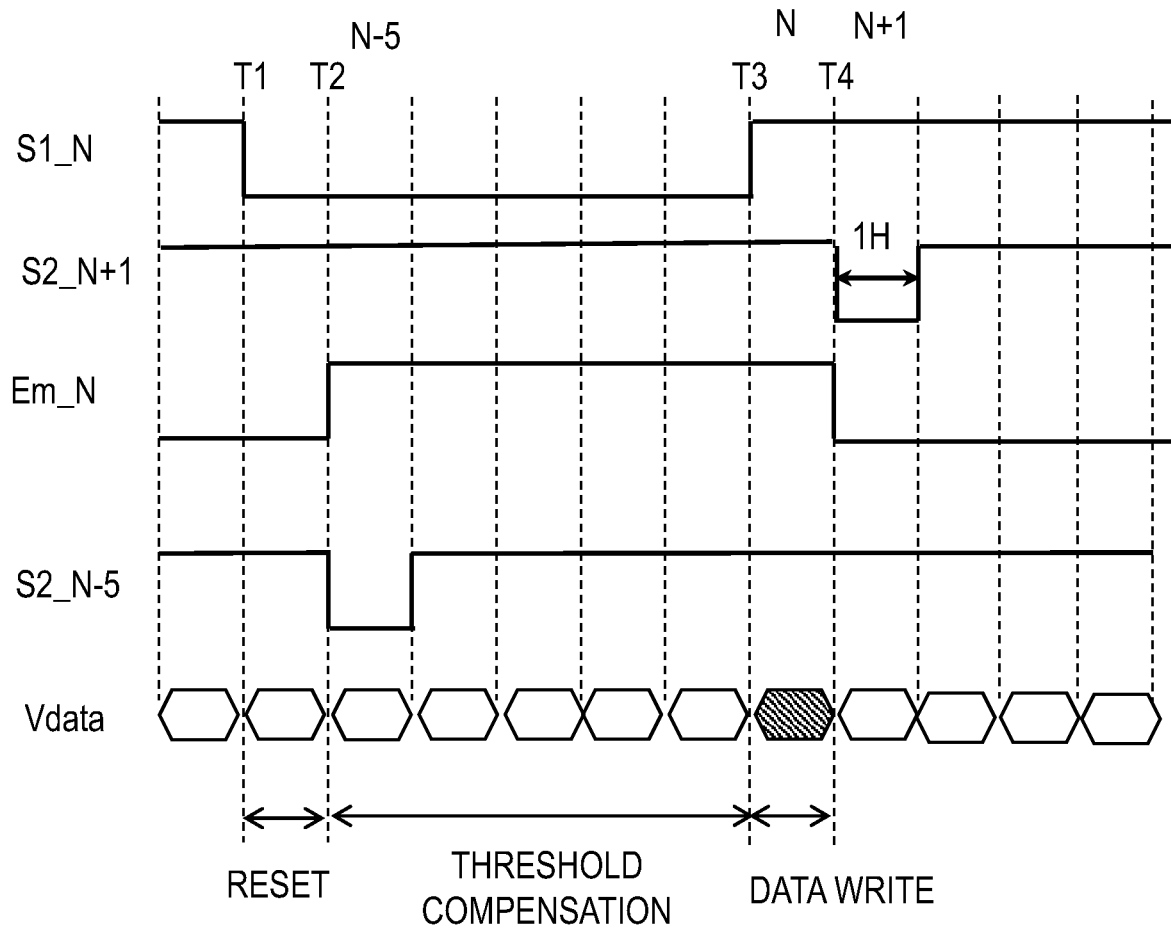 N-5
N
N+1
T1
T2
T3
T4
S1_N
S2_N+1
1H
Em_N
S2_N-5
Vdata
RESET
THRESHOLD
COMPENSATION
DATA WRITE